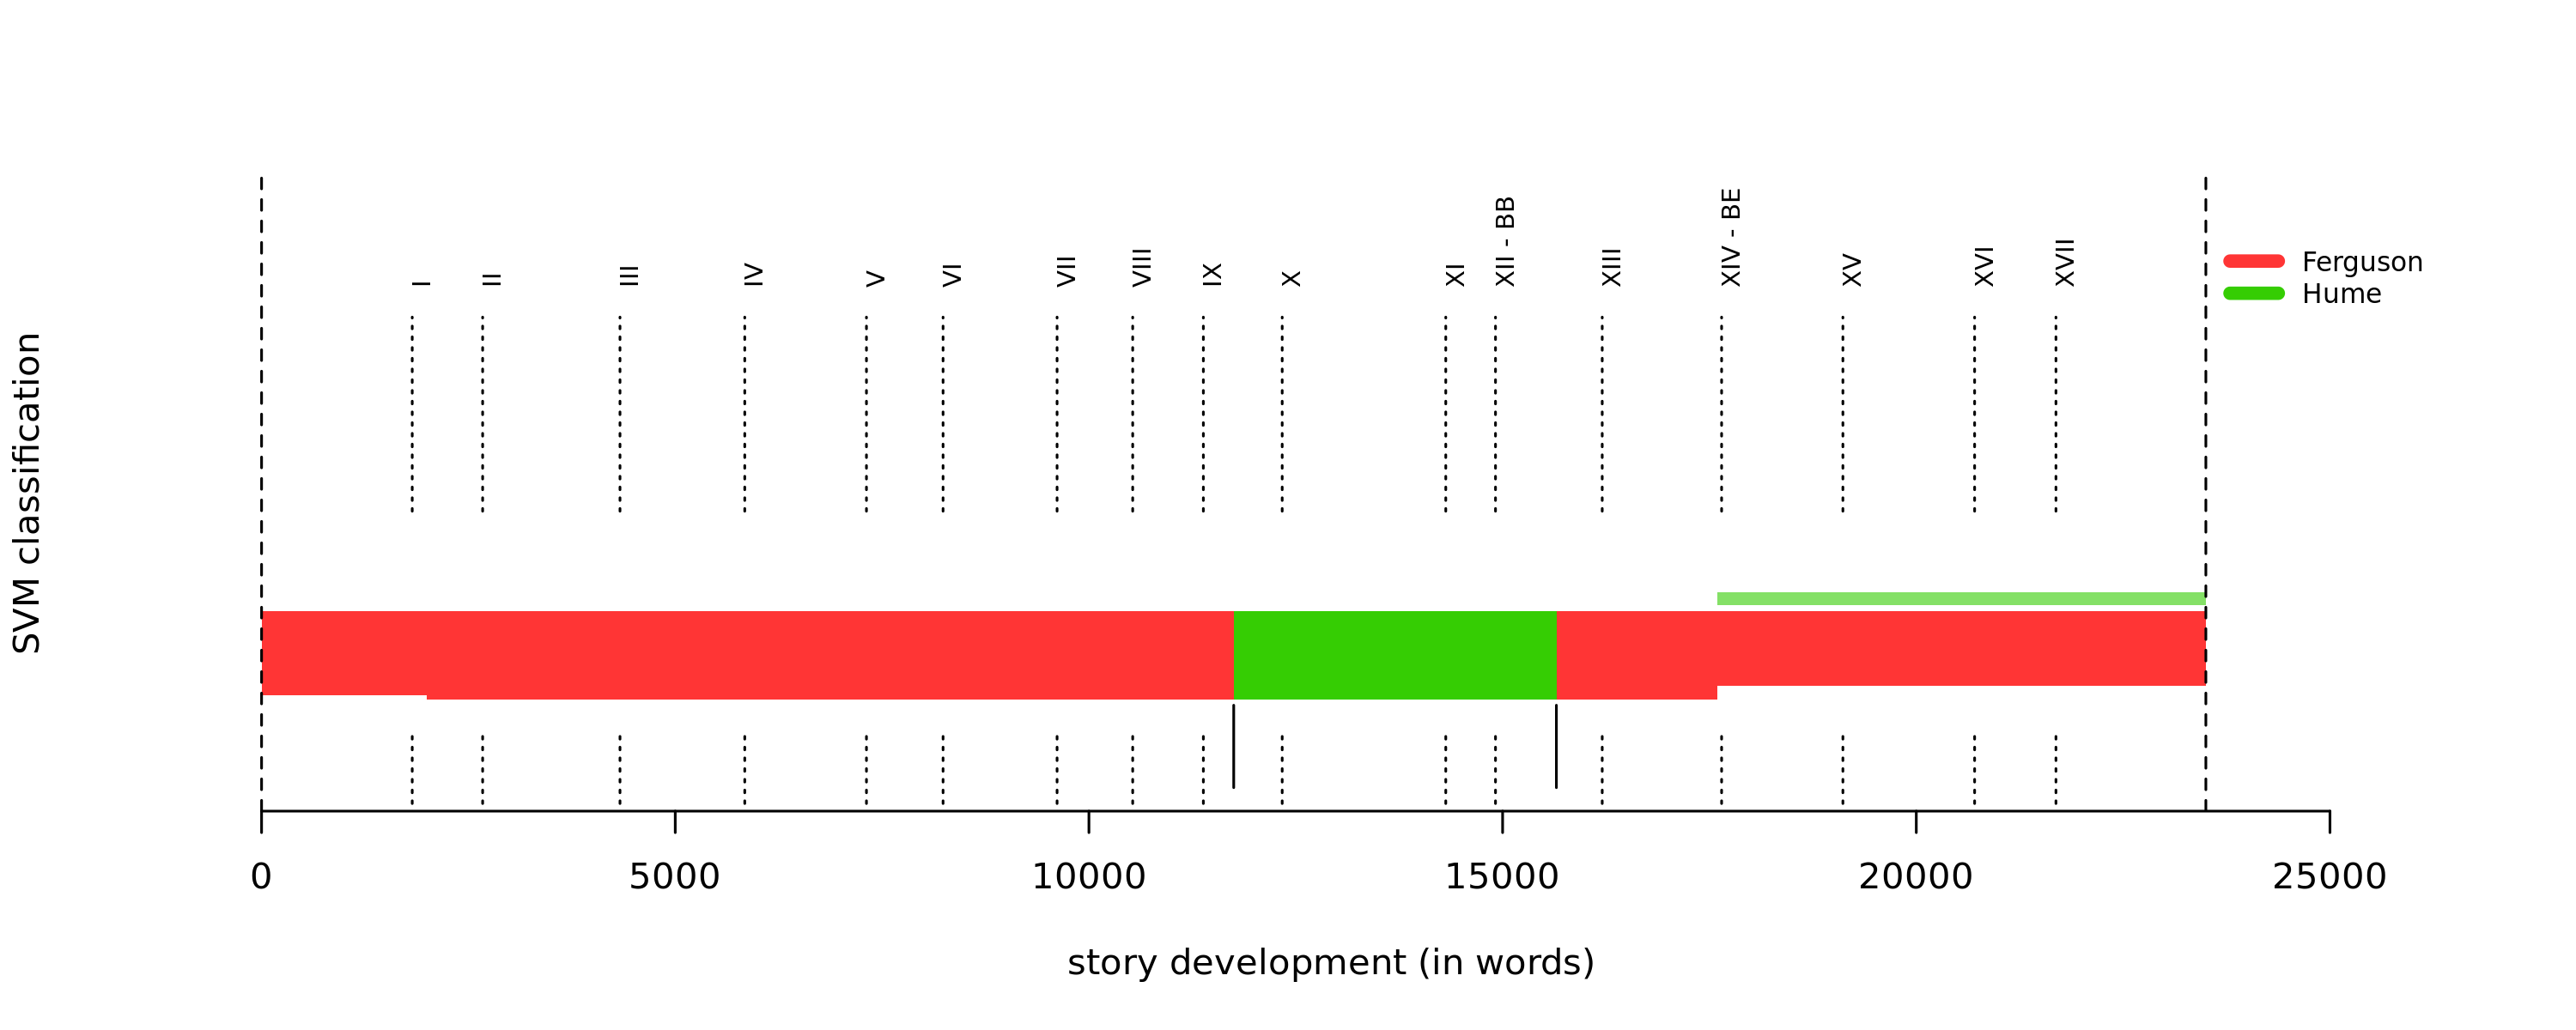 I
II
III
IV
V
VI
VII
VIII
IX
X
XI
XII - BB
XIII
XIV - BE
XV
XVI
XVII
Ferguson
Hume
SVM classification
0
5000
10000
15000
20000
25000
story development (in words)